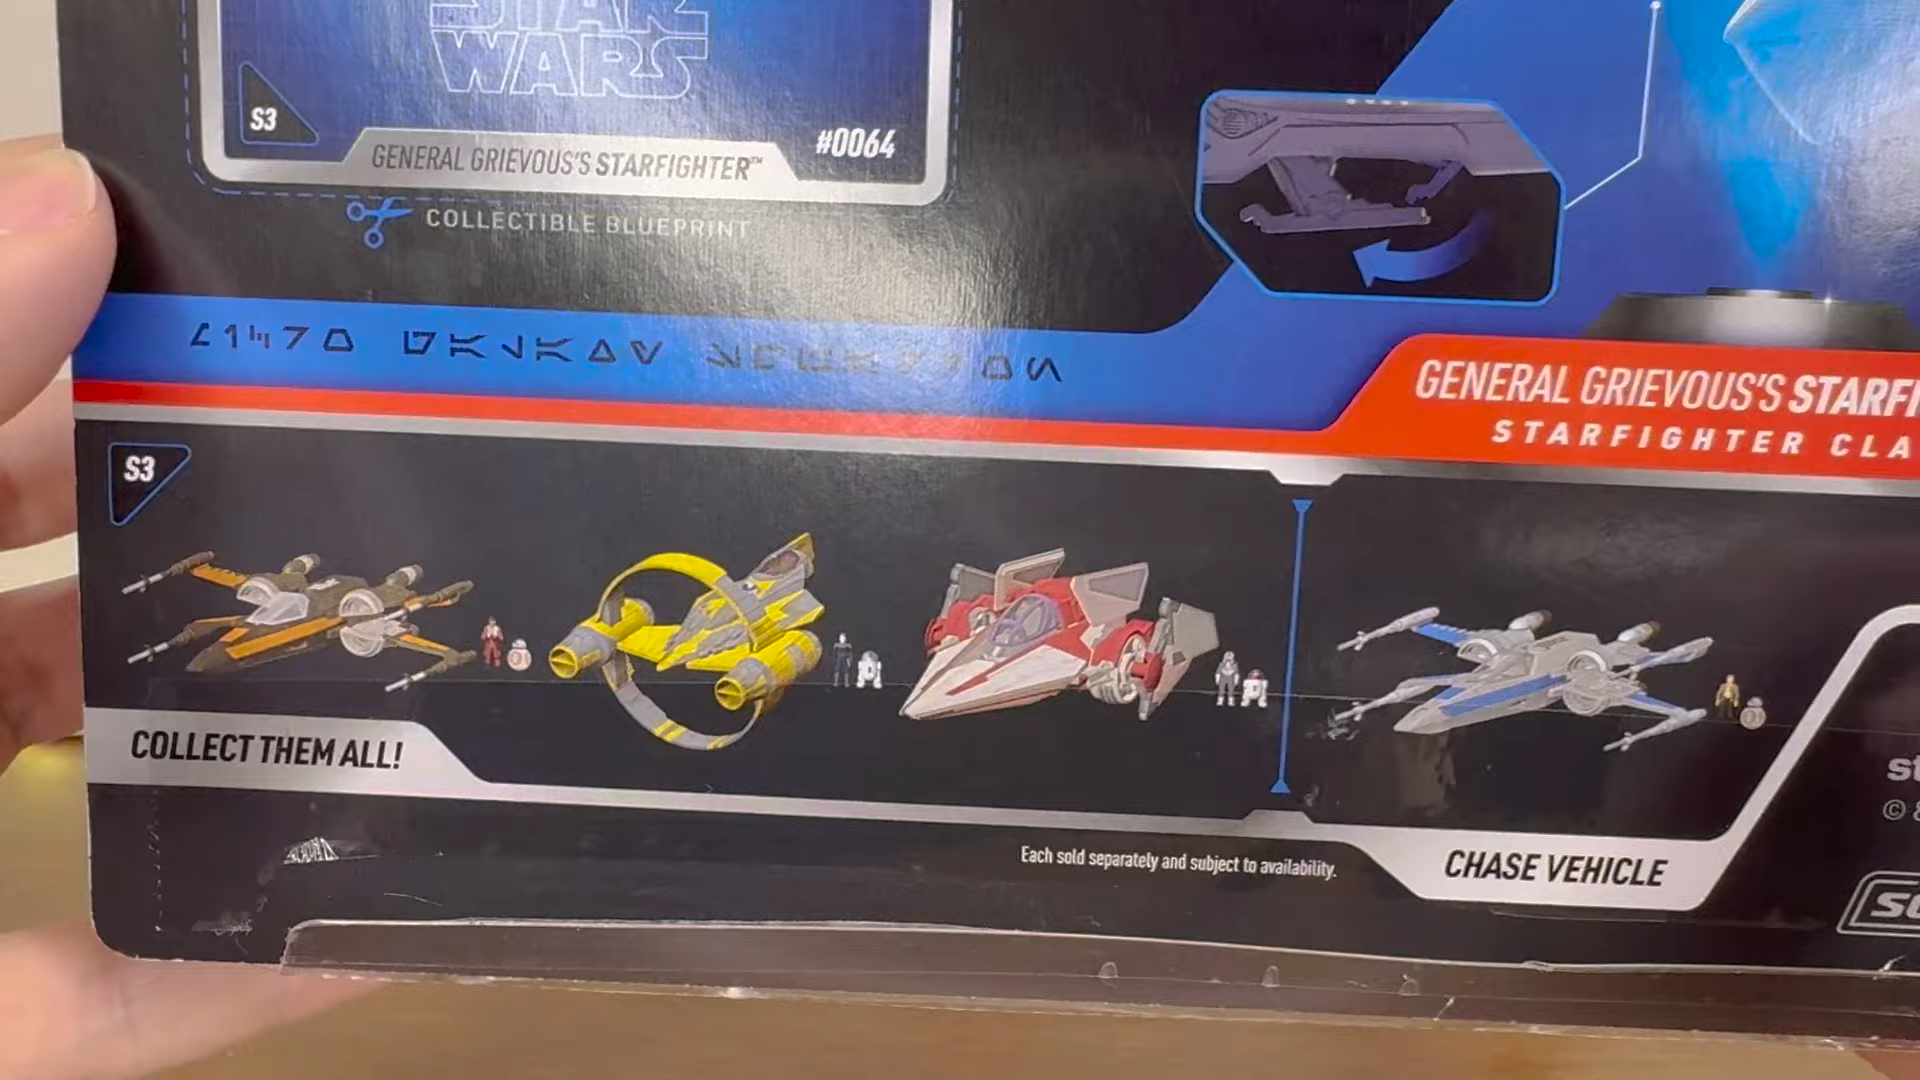 STAR
WARS
S3
#0064
GENERAL GRIEVOUS'S STARFIGHTER™
COLLECTIBLE BLUEPRINT
GENERAL GRIEVOUS'S STARFI
STARFIGHTER CLA
S3
COLLECT THEM ALL!
Each sold separately and subject to availability.
CHASE VEHICLE
©